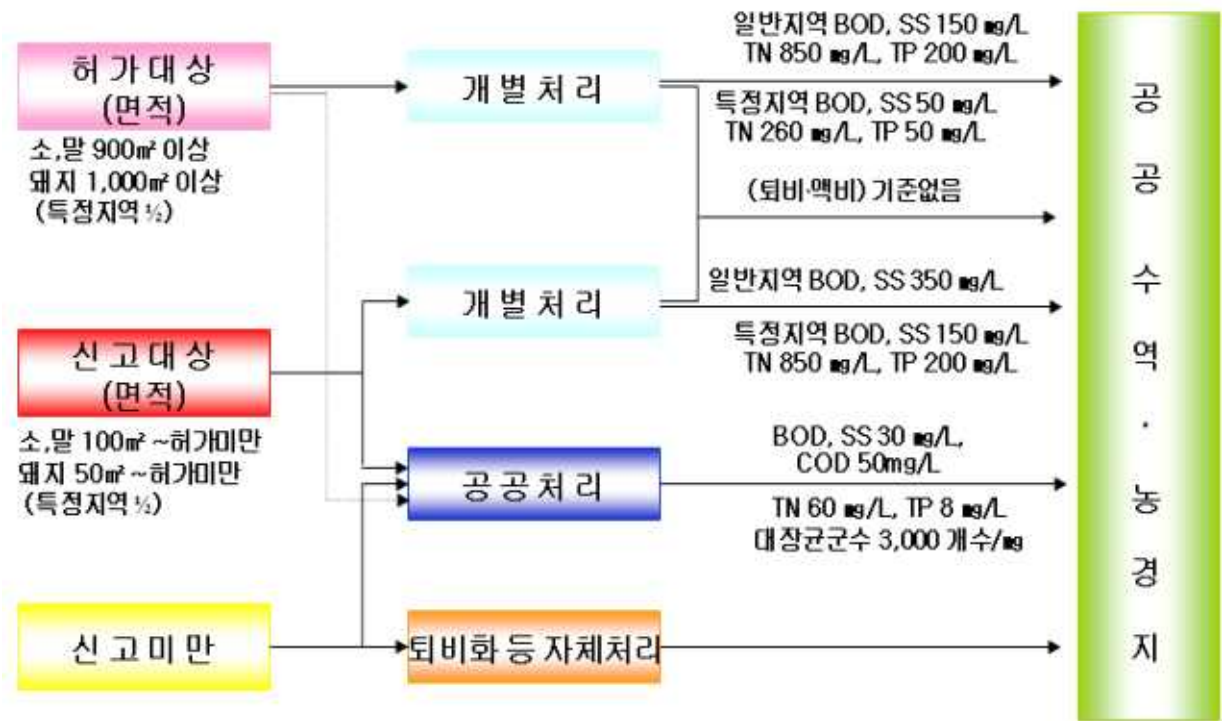 허가대상
(면적)
소,말 900㎡ 이상
돼지 1,000㎡ 이상
(특정지역 ½)
신고대상
(면적)
소,말 100㎡ ~허가미만
돼지 50㎡ ~허가미만
(특정지역 ½)
신고미만
개별처리
개별처리
공공처리
퇴비화 등 자체처리
일반지역 BOD, SS 150 ㎎/L
TN 850 ㎎/L, TP 200 ㎎/L
특정지역 BOD, SS 50 ㎎/L
TN 260 ㎎/L, TP 50 ㎎/L
(퇴비·액비) 기준없음
일반지역 BOD, SS 350 ㎎/L
특정지역 BOD, SS 150 ㎎/L
TN 850 ㎎/L, TP 200 ㎎/L
BOD, SS 30 ㎎/L,
COD 50mg/L
TN 60 ㎎/L, TP 8 ㎎/L
대장균군수 3,000 개수/㎎
공공수역·농경지